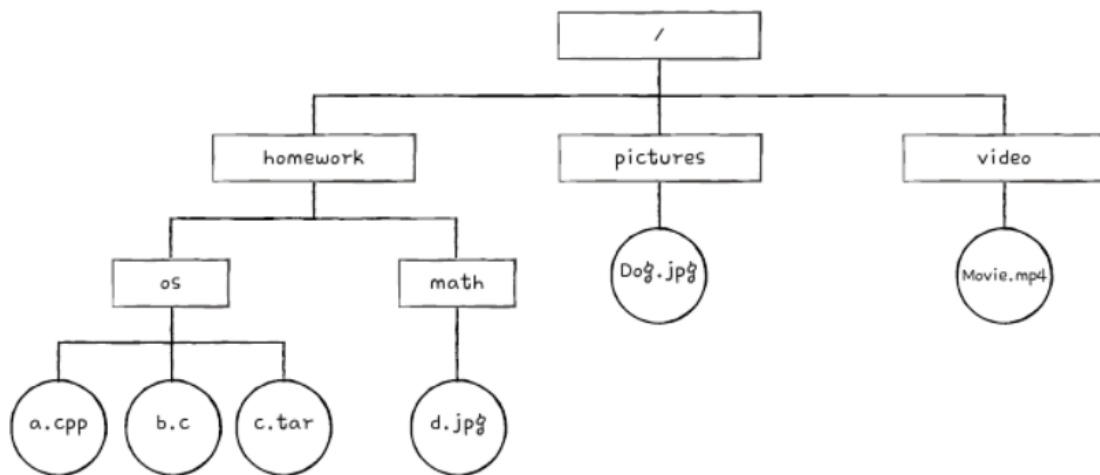 /
homework
pictures
video
os
math
Dog.jpg
Movie.mp4
a.cpp
b.c
c.tar
d.jpg